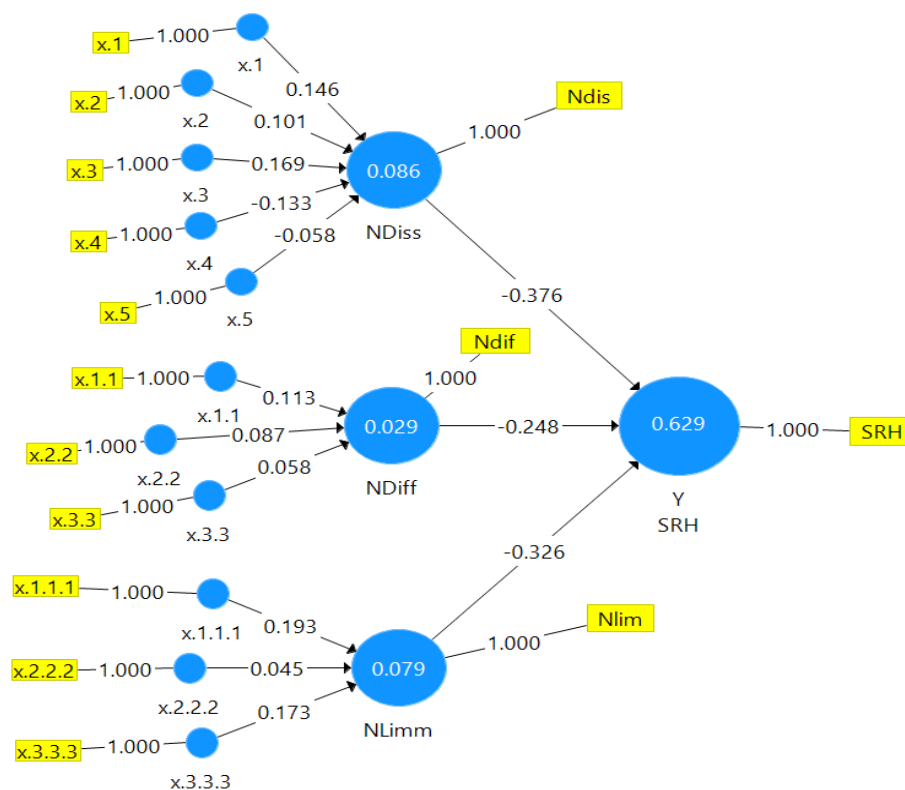 x.1
1.000
x.1
0.146
x.2
1.000
x.2
0.101
x.3
1.000
x.3
0.169
x.4
1.000
x.4
-0.133
x.5
1.000
x.5
-0.058
0.086
NDiss
1.000
Ndis
-0.376
x.1.1
1.000
x.1.1
0.113
x.2.2
1.000
x.2.2
0.087
x.3.3
1.000
x.3.3
0.058
0.029
NDiff
1.000
Ndif
-0.248
0.629
Y
SRH
1.000
SRH
x.1.1.1
1.000
x.1.1.1
0.193
x.2.2.2
1.000
x.2.2.2
0.045
x.3.3.3
1.000
x.3.3.3
0.173
0.079
NLimm
1.000
Nlim
-0.326